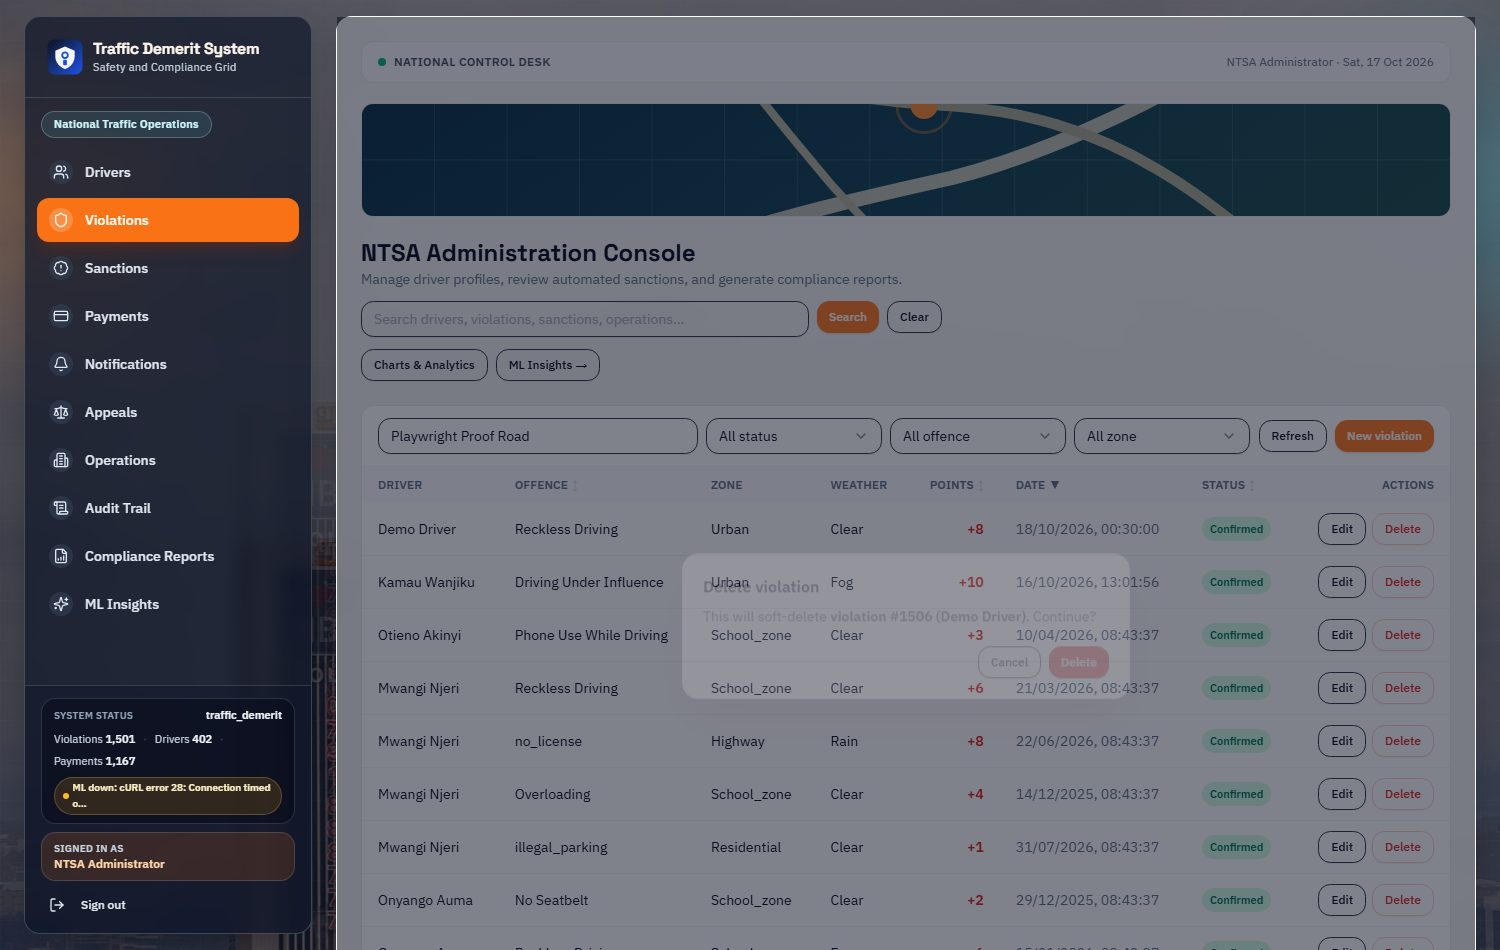 Traffic Demerit System
Safety and Compliance Grid
National Traffic Operations
Drivers
Violations
Sanctions
Payments
Notifications
Appeals
Operations
Audit Trail
Compliance Reports
ML Insights
SYSTEM STATUS traffic_demerit
Violations 1,501 · Drivers 402 ·
Payments 1,167
ML down: cURL error 28: Connection timed
o...
SIGNED IN AS
NTSA Administrator
Sign out
NATIONAL CONTROL DESK NTSA Administrator · Sat, 17 Oct 2026
NTSA Administration Console
Manage driver profiles, review automated sanctions, and generate compliance reports.
Search drivers, violations, sanctions, operations... Search Clear
Charts & Analytics ML Insights →
Playwright Proof Road All status All offence All zone Refresh New violation
DRIVER OFFENCE ↕ ZONE WEATHER POINTS ↕ DATE ▼ STATUS ↕ ACTIONS
Demo Driver Reckless Driving Urban Clear +8 18/10/2026, 00:30:00 Confirmed Edit Delete
Kamau Wanjiku Driving Under Influence Urban Fog +10 16/10/2026, 13:01:56 Confirmed Edit Delete
Otieno Akinyi Phone Use While Driving School_zone Clear +3 10/04/2026, 08:43:37 Confirmed Edit Delete
Mwangi Njeri Reckless Driving School_zone Clear +6 21/03/2026, 08:43:37 Confirmed Edit Delete
Mwangi Njeri no_license Highway Rain +8 22/06/2026, 08:43:37 Confirmed Edit Delete
Mwangi Njeri Overloading School_zone Clear +4 14/12/2025, 08:43:37 Confirmed Edit Delete
Mwangi Njeri illegal_parking Residential Clear +1 31/07/2026, 08:43:37 Confirmed Edit Delete
Onyango Auma No Seatbelt School_zone Clear +2 29/12/2025, 08:43:37 Confirmed Edit Delete
Delete violation
This will soft-delete violation #1506 (Demo Driver). Continue?
Cancel Delete